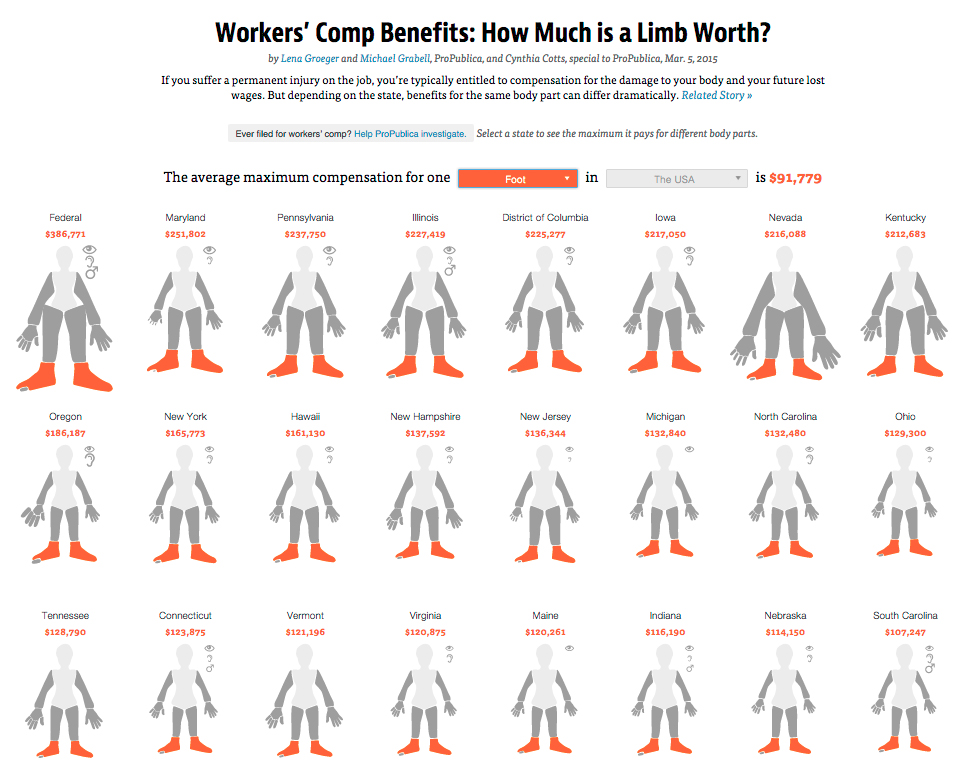 Workers' Comp Benefits: How Much is a Limb Worth?
by Lena Groeger and Michael Grabell, ProPublica, and Cynthia Cotts, special to ProPublica, Mar. 5, 2015
If you suffer a permanent injury on the job, you're typically entitled to compensation for the damage to your body and your future lost
wages. But depending on the state, benefits for the same body part can differ dramatically. Related Story »
Ever filed for workers' comp? Help ProPublica investigate. Select a state to see the maximum it pays for different body parts.
The average maximum compensation for one Foot in The USA is $91,779
Federal Maryland Pennsylvania Illinois District of Columbia Iowa Nevada Kentucky
$386,771 $251,802 $237,750 $227,419 $225,277 $217,050 $216,088 $212,683
Oregon New York Hawaii New Hampshire New Jersey Michigan North Carolina Ohio
$186,187 $165,773 $161,130 $137,592 $136,344 $132,840 $132,480 $129,300
Tennessee Connecticut Vermont Virginia Maine Indiana Nebraska South Carolina
$128,790 $123,875 $121,196 $120,875 $120,261 $116,190 $114,150 $107,247